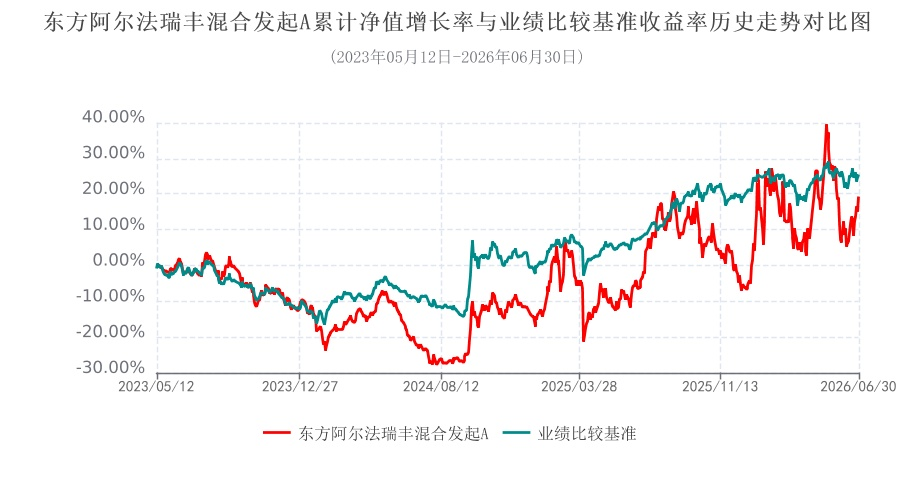 东方阿尔法瑞丰混合发起A累计净值增长率与业绩比较基准收益率历史走势对比图
(2023年05月12日-2026年06月30日)
40.00%
30.00%
20.00%
10.00%
0.00%
-10.00%
-20.00%
-30.00%
2023/05/12 2023/12/27 2024/08/12 2025/03/28 2025/11/13 2026/06/30
东方阿尔法瑞丰混合发起A 业绩比较基准